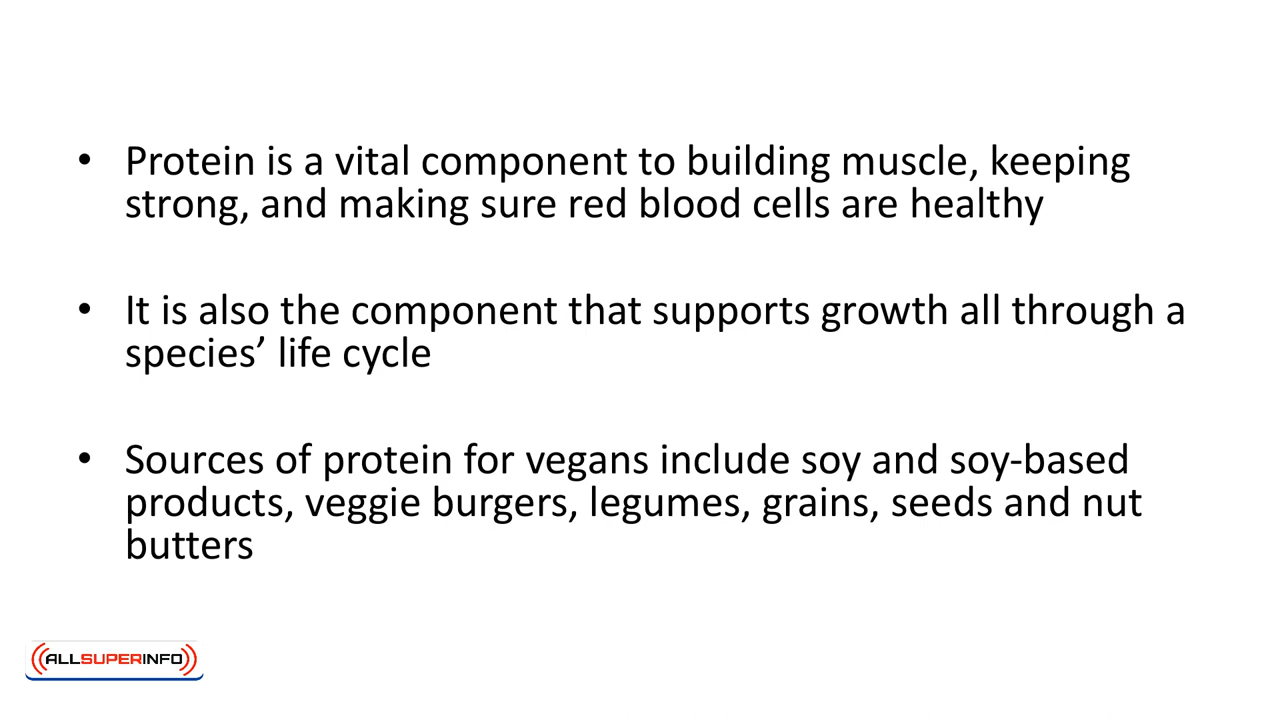 • Protein is a vital component to building muscle, keeping
strong, and making sure red blood cells are healthy
• It is also the component that supports growth all through a
species’ life cycle
• Sources of protein for vegans include soy and soy-based
products, veggie burgers, legumes, grains, seeds and nut
butters
ALLSUPERINFO